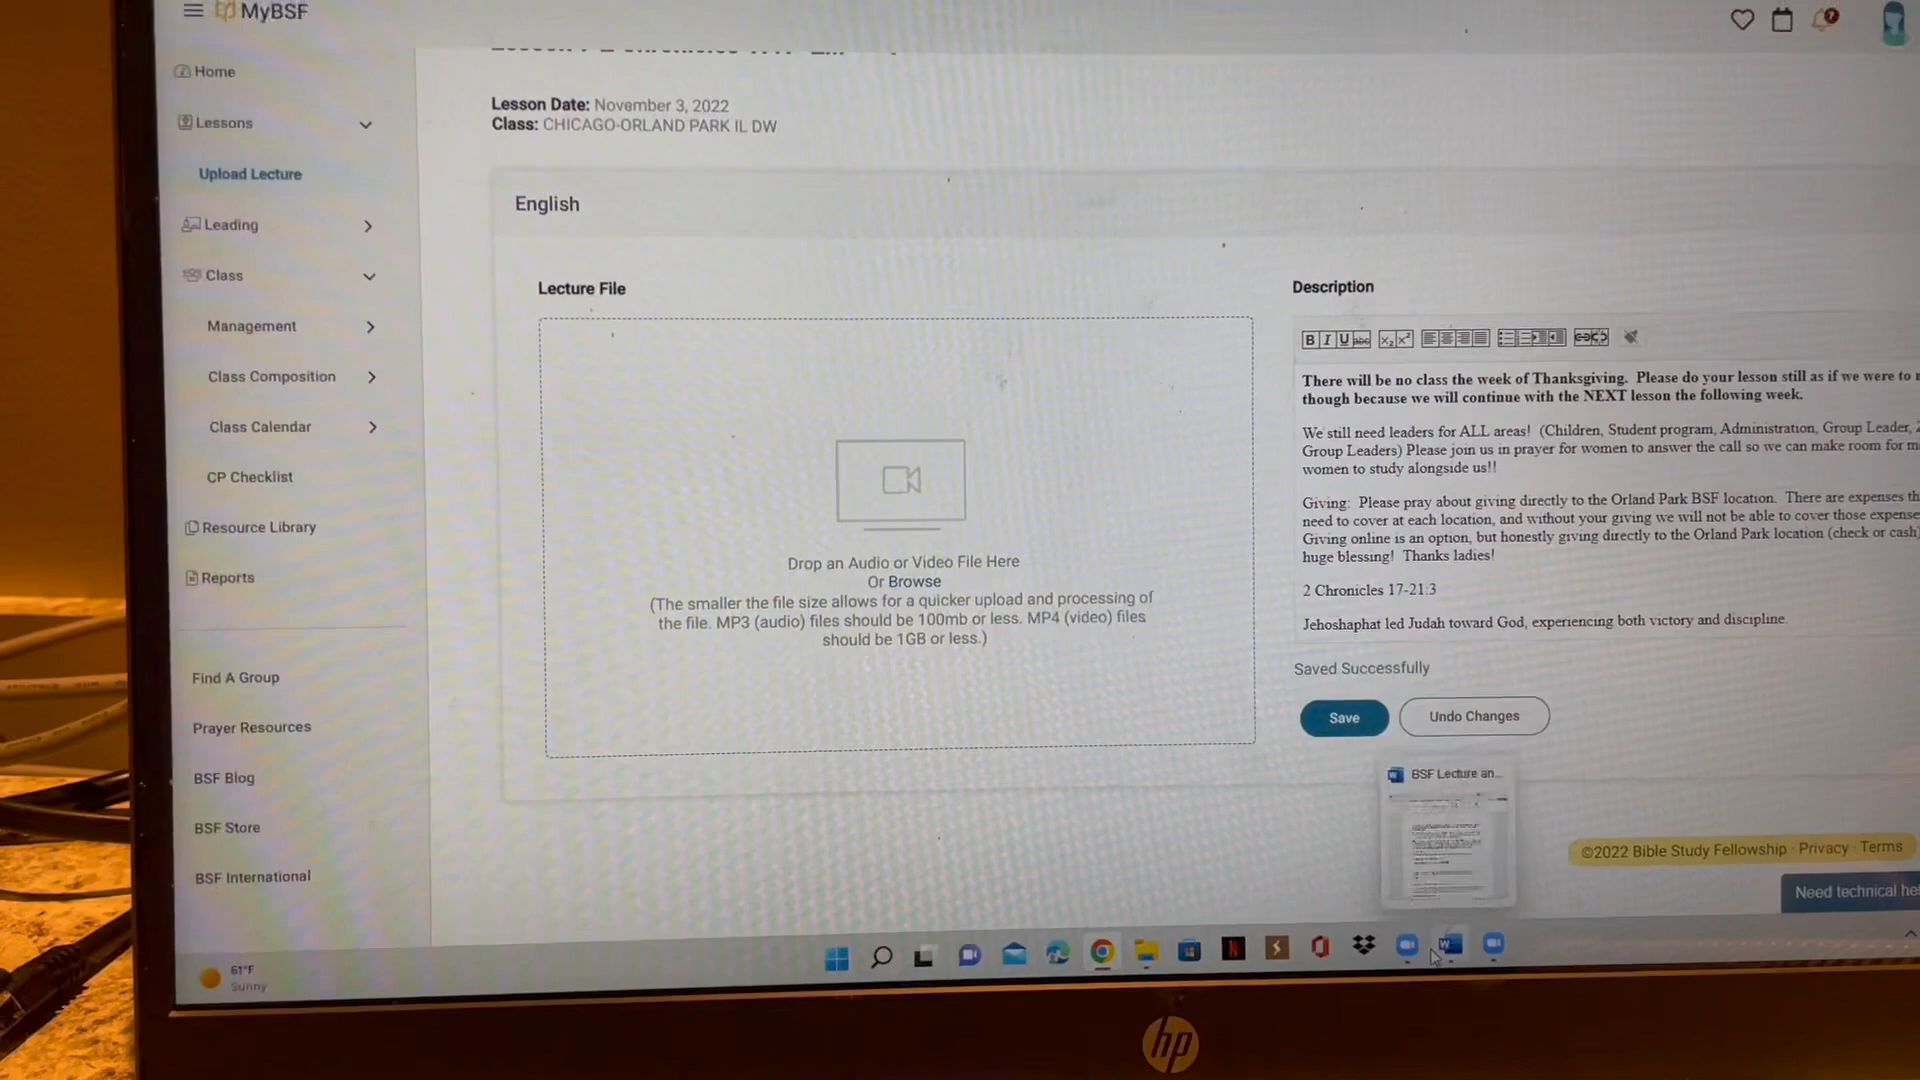 MyBSF
7
Home
Lessons
Upload Lecture
Leading
Class
Management
Class Composition
Class Calendar
CP Checklist
Resource Library
Reports
Find A Group
Prayer Resources
BSF Blog
BSF Store
BSF International
Lesson Date: November 3, 2022
Class: CHICAGO-ORLAND PARK IL DW
English
Lecture File
Drop an Audio or Video File Here
Or Browse
(The smaller the file size allows for a quicker upload and processing of
the file. MP3 (audio) files should be 100mb or less. MP4 (video) files
should be 1GB or less.)
Description
B I U abc X₂ X²
There will be no class the week of Thanksgiving. Please do your lesson still as if we were to
though because we will continue with the NEXT lesson the following week.
We still need leaders for ALL areas! (Children, Student program, Administration, Group Leader,
Group Leaders) Please join us in prayer for women to answer the call so we can make room for
women to study alongside us!!
Giving: Please pray about giving directly to the Orland Park BSF location. There are expenses
need to cover at each location, and without your giving we will not be able to cover those expense
Giving online is an option, but honestly giving directly to the Orland Park location (check or cash)
huge blessing! Thanks ladies!
2 Chronicles 17-21:3
Jehoshaphat led Judah toward God, experiencing both victory and discipline.
Saved Successfully
Save
Undo Changes
BSF Lecture an...
©2022 Bible Study Fellowship · Privacy · Terms
Need technical he
61°F
Sunny
hp